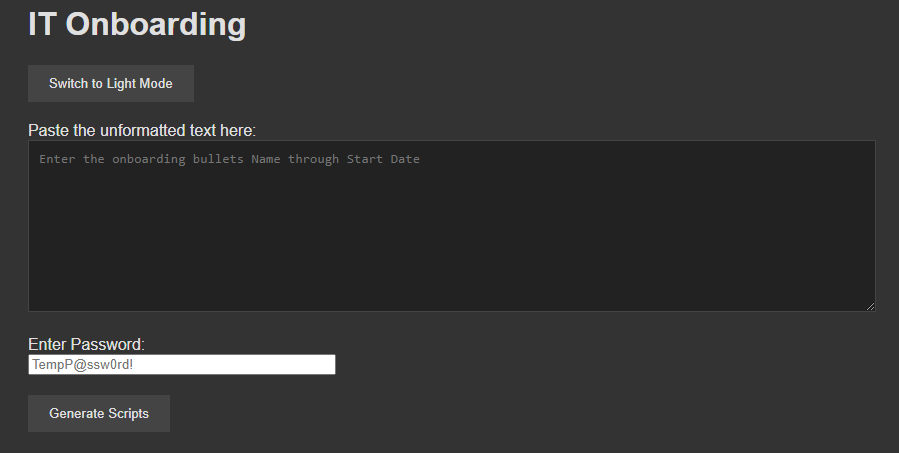 IT Onboarding
Switch to Light Mode
Paste the unformatted text here:
Enter the onboarding bullets Name through Start Date
Enter Password:
TempP@ssw0rd!
Generate Scripts